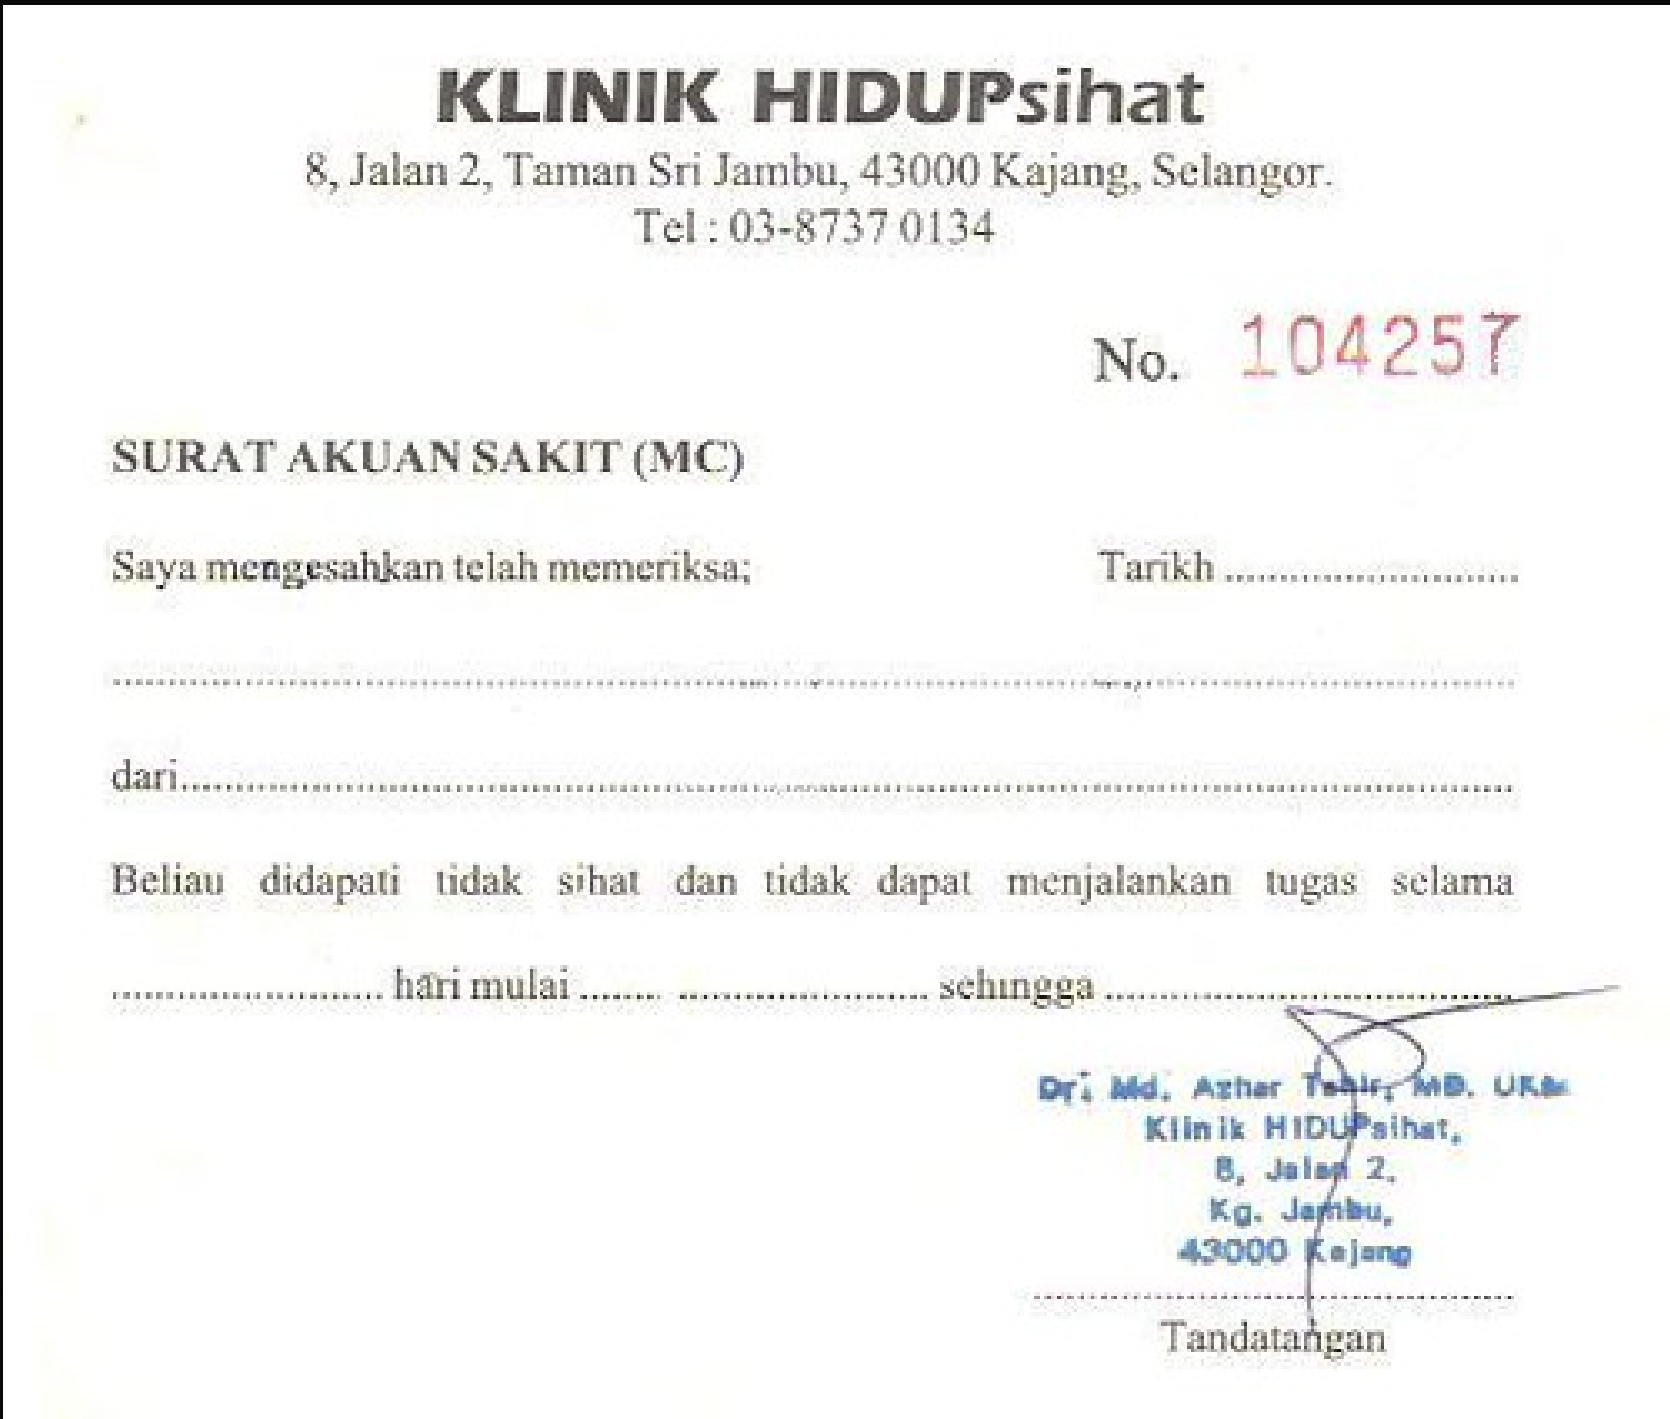 KLINIK HIDUPsihat
8, Jalan 2, Taman Sri Jambu, 43000 Kajang, Selangor.
Tel : 03-8737 0134
No. 104257
SURAT AKUAN SAKIT (MC)
Saya mengesahkan telah memeriksa; Tarikh ........................
........................................................................
dari........................................................................
Beliau didapati tidak sihat dan tidak dapat menjalankan tugas selama
........................ hari mulai ........................ sehingga ........................
Dr. Md. Azhar Tahir, MD.
Klinik HIDUPsihat,
8, Jalan 2,
Kg. Jambu,
43000 Kajang
........................
Tandatangan